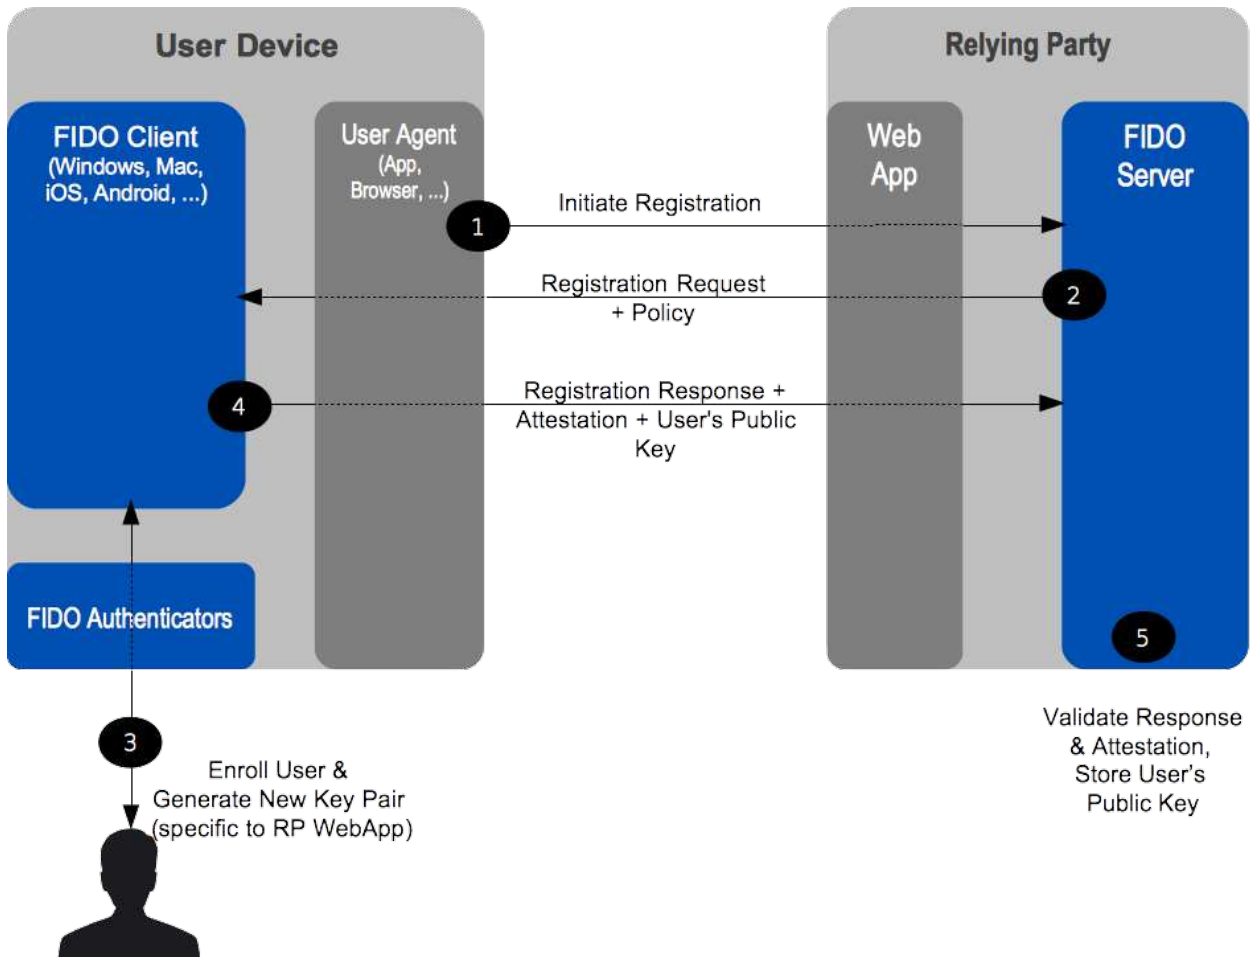 User Device
Relying Party
FIDO Client
(Windows, Mac,
iOS, Android, ...)
User Agent
(App,
Browser, ...)
Web
App
FIDO
Server
1
Initiate Registration
2
Registration Request
+ Policy
4
Registration Response +
Attestation + User's Public
Key
FIDO Authenticators
5
3
Enroll User &
Generate New Key Pair
(specific to RP WebApp)
Validate Response
& Attestation,
Store User’s
Public Key